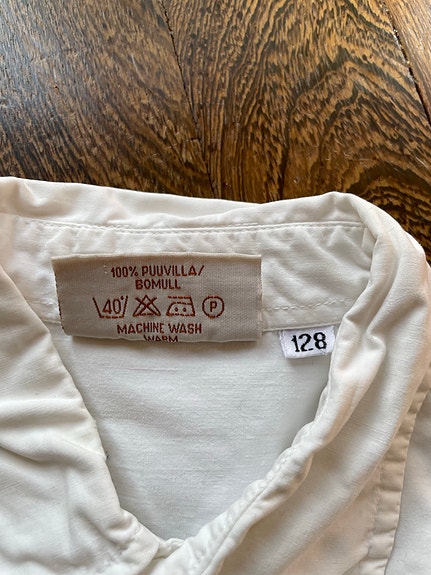 100% PUUVILLA/
BOMULL
40°
P
MACHINE WASH
WARM
128